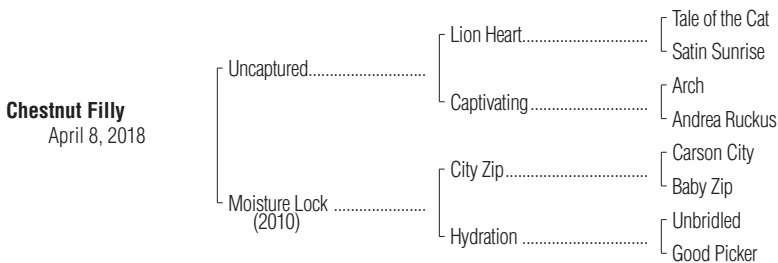 Tale of the Cat
Lion Heart
Satin Sunrise
Uncaptured
Arch
Captivating
Andrea Ruckus
Chestnut Filly
April 8, 2018
Carson City
City Zip
Baby Zip
Moisture Lock
(2010)
Unbridled
Hydration
Good Picker